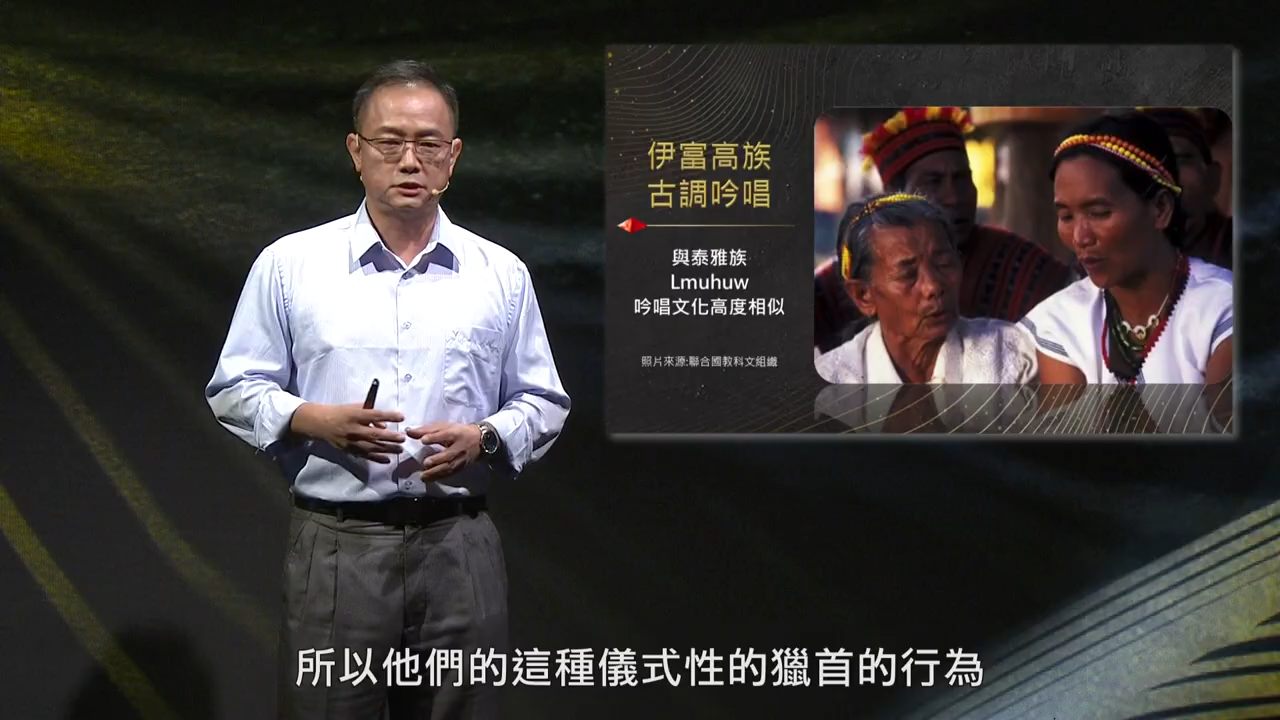 伊富高族
古調吟唱
與泰雅族
Lmuhuw
吟唱文化高度相似
照片來源:聯合國教科文組織
所以他們的這種儀式性的獵首的行為